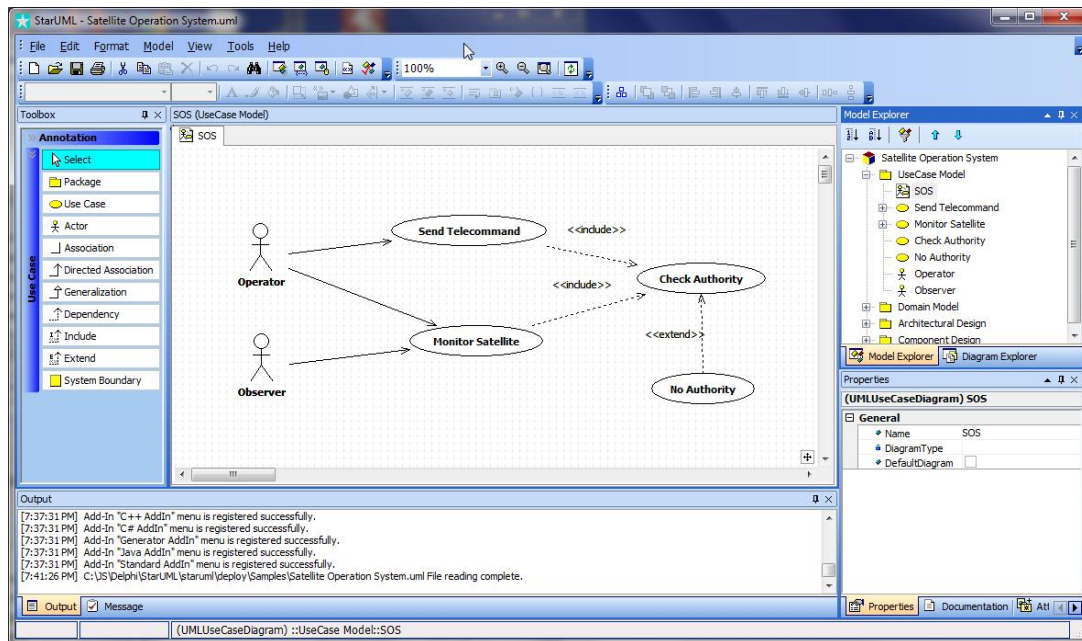 StarUML - Satellite Operation System.uml
File Edit Format Model View Tools Help
100%
Toolbox
Annotation
Select
Package
Use Case
Actor
Association
Directed Association
Generalization
Dependency
Include
Extend
System Boundary
Use Case
SOS (UseCase Model)
SOS
Operator
Observer
Send Telecommand
Monitor Satellite
<<include>>
<<include>>
Check Authority
<<extend>>
No Authority
Model Explorer
Satellite Operation System
UseCase Model
SOS
Send Telecommand
Monitor Satellite
Check Authority
No Authority
Operator
Observer
Domain Model
Architectural Design
Component Design
Model Explorer Diagram Explorer
Properties
(UMLUseCaseDiagram) SOS
General
Name SOS
DiagramType
DefaultDiagram
Properties Documentation Att
Output
[7:37:31 PM] Add-In "C++ AddIn" menu is registered successfully.
[7:37:31 PM] Add-In "C# AddIn" menu is registered successfully.
[7:37:31 PM] Add-In "Generator AddIn" menu is registered successfully.
[7:37:31 PM] Add-In "Java AddIn" menu is registered successfully.
[7:37:31 PM] Add-In "Standard AddIn" menu is registered successfully.
[7:41:26 PM] C:\JS\Delphi\StarUML\staruml\deploy\Samples\Satellite Operation System.uml File reading complete.
Output Message
(UMLUseCaseDiagram) ::UseCase Model::SOS